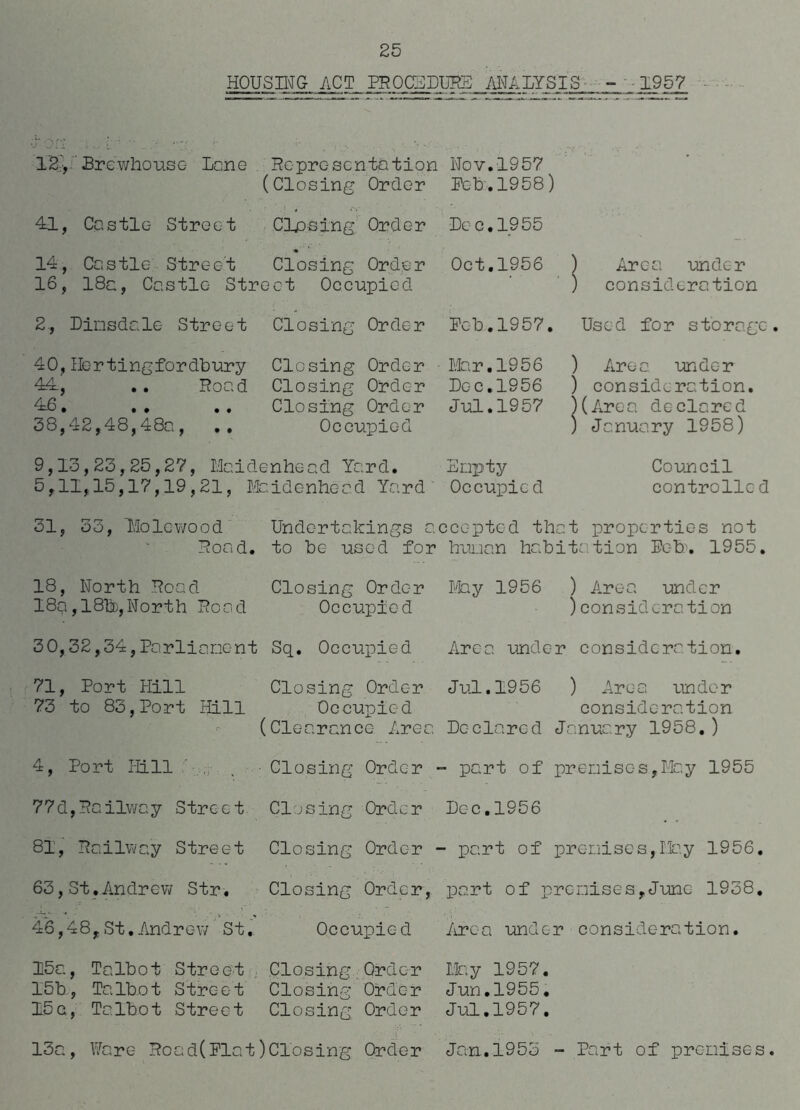 25
HOUSING ACT PROCEDURE ANALYSIS - 1957
12, Brewhouse Lane Representation Nov.1957
(Closing Order Feb.1958)
41, Castle Street Closing Order Dec.1955
14, Castle Street Closing Order Oct.1956 ) Area under
16, 18a, Castle Street Occupied ) consideration
2, Dimsdale Street Closing Order Feb.1957. Used for storage.
40,Hertingfordbury Closing Order Mar.1956 ) Area under
44, .. Road Closing Order Dec.1956 ) consideration.
46. .. .. Closing Order Jul.1957 )(Area declared
38,42,48,48a, .. Occupied ) January 1958)
9,13,23,25,27, Maidenhead Yard. Empty Council
5,11,15,17,19,21, Maidenhead Yard Occupied controlled
31, 33, Molewood Undertakings accepted that properties not
Road. to be used for human habitation Feb. 1955.
18, North Road Closing Order May 1956 ) Area under
18a,18b,North Road Occupied )consideration
30,32,34,Parliament Sq. Occupied Area under consideration.
71, Port Hill Closing Order Jul.1956 ) Area under
73 to 83,Port Hill Occupied consideration
(Clearance Area Declared January 1958.)
4, Port Hill Closing Order - part of premises,May 1955
77d,Railway Street Closing Order Dec.1956
81, Railway Street Closing Order - part of premises,May 1956.
63,St.Andrew Str. Closing Order, part of premises,June 1938.
46,48,St.Andrew St. Occupied Area under consideration.
15a, Talbot Street Closing Order May 1957.
15b, Talbot Street Closing Order Jun.1955.
15c, Talbot Street Closing Order Jul.1957.
13a, Ware Road(Flat)Closing Order Jan.1953 - Part of premises.